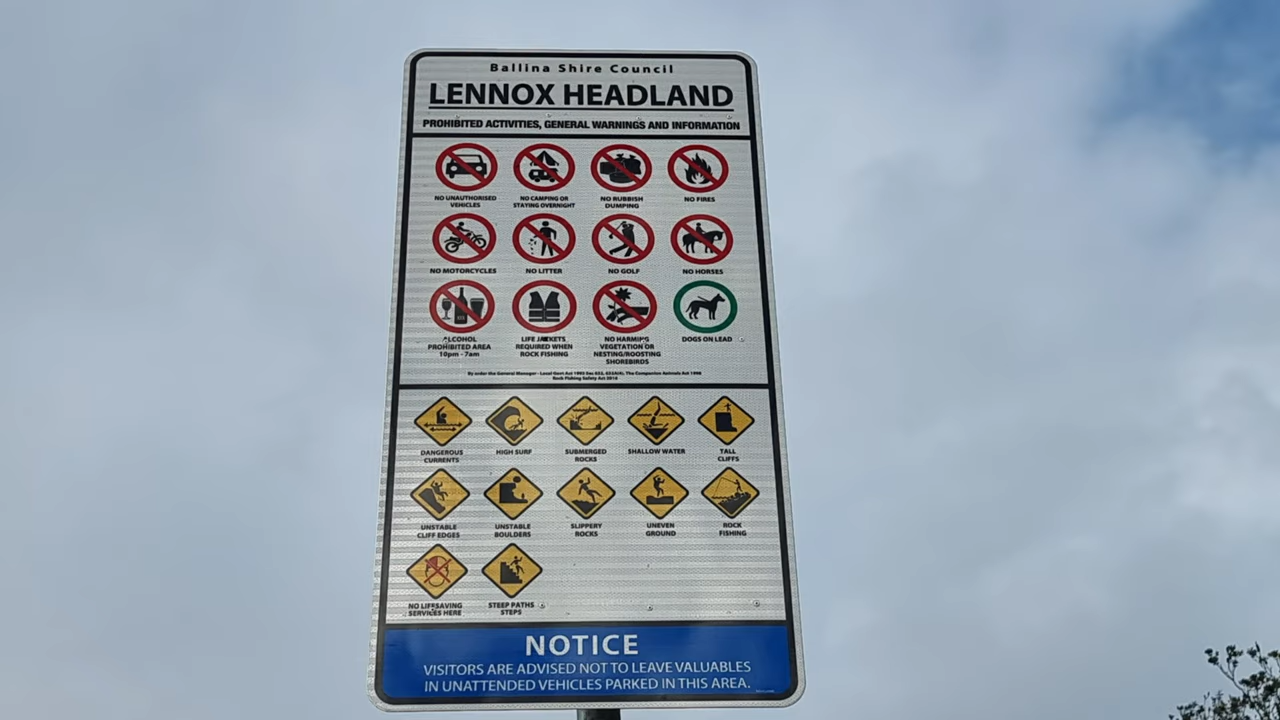 Ballina Shire Council
LENNOX HEADLAND
PROHIBITED ACTIVITIES, GENERAL WARNINGS AND INFORMATION
NO UNAUTHORISED
VEHICLES
NO CAMPING OR
STAYING OVERNIGHT
NO RUBBISH
DUMPING
NO FIRES
NO MOTORCYCLES
NO LITTER
NO GOLF
NO HORSES
ALCOHOL
PROHIBITED AREA
10pm - 7am
LIFE JACKETS
REQUIRED WHEN
ROCK FISHING
NO HARMING
VEGETATION OR
NESTING/ROOSTING
SHOREBIRDS
DOGS ON LEAD
By order the General Manager - Local Govt Act 1993 Sec 632, 632A(4), The Companion Animals Act 1998
Rock Fishing Safety Act 2016
DANGEROUS
CURRENTS
HIGH SURF
SUBMERGED
ROCKS
SHALLOW WATER
TALL
CLIFFS
UNSTABLE
CLIFF EDGES
UNSTABLE
BOULDERS
SLIPPERY
ROCKS
UNEVEN
GROUND
ROCK
FISHING
NO LIFESAVING
SERVICES HERE
STEEP PATHS
STEPS
NOTICE
VISITORS ARE ADVISED NOT TO LEAVE VALUABLES
IN UNATTENDED VEHICLES PARKED IN THIS AREA.